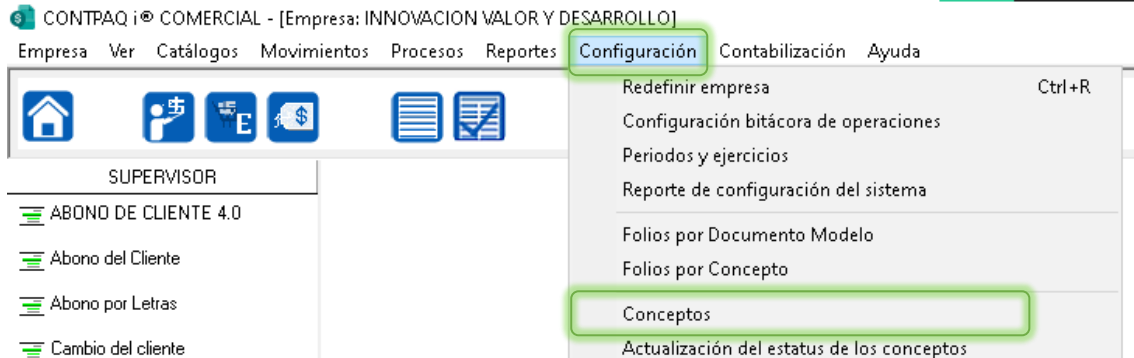 CONTPAQ i® COMERCIAL - [Empresa: INNOVACION VALOR Y DESARROLLO]
Empresa Ver Catálogos Movimientos Procesos Reportes Configuración Contabilización Ayuda
Redefinir empresa Ctrl+R
Configuración bitácora de operaciones
Periodos y ejercicios
SUPERVISOR
Reporte de configuración del sistema
ABONO DE CLIENTE 4.0
Folios por Documento Modelo
Abono del Cliente
Folios por Concepto
Abono por Letras
Conceptos
Cambio del cliente
Actualización del estatus de los conceptos